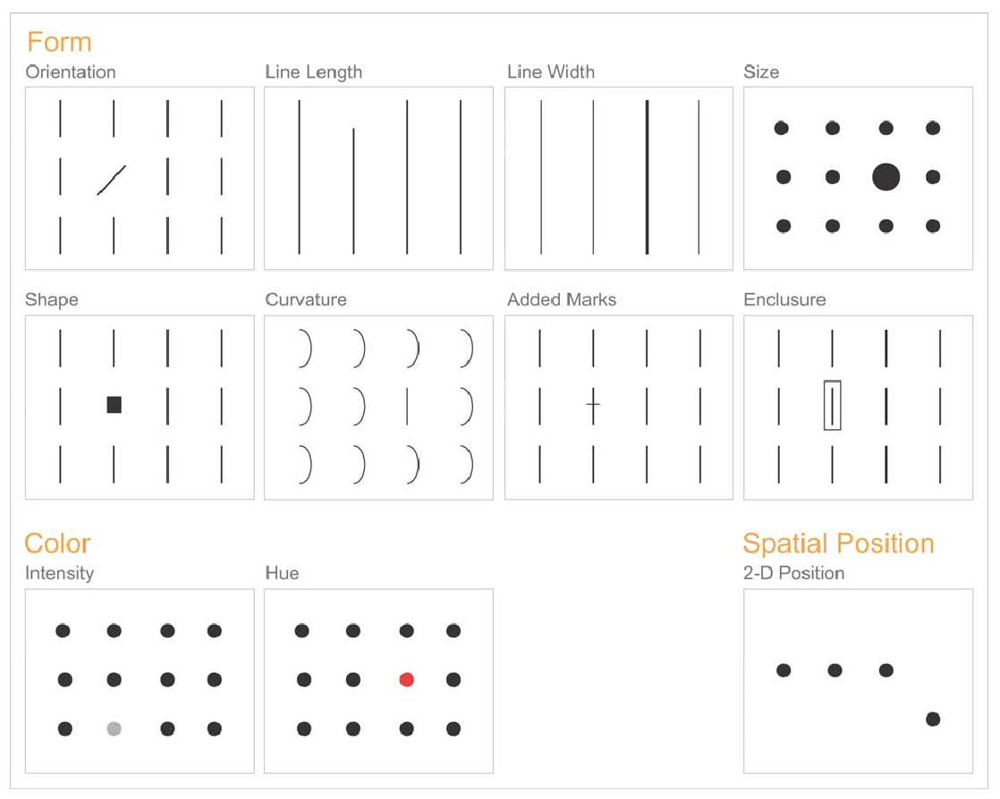 Form
Orientation
Line Length
Line Width
Size
Shape
Curvature
Added Marks
Enclusure
Color
Spatial Position
Intensity
Hue
2-D Position